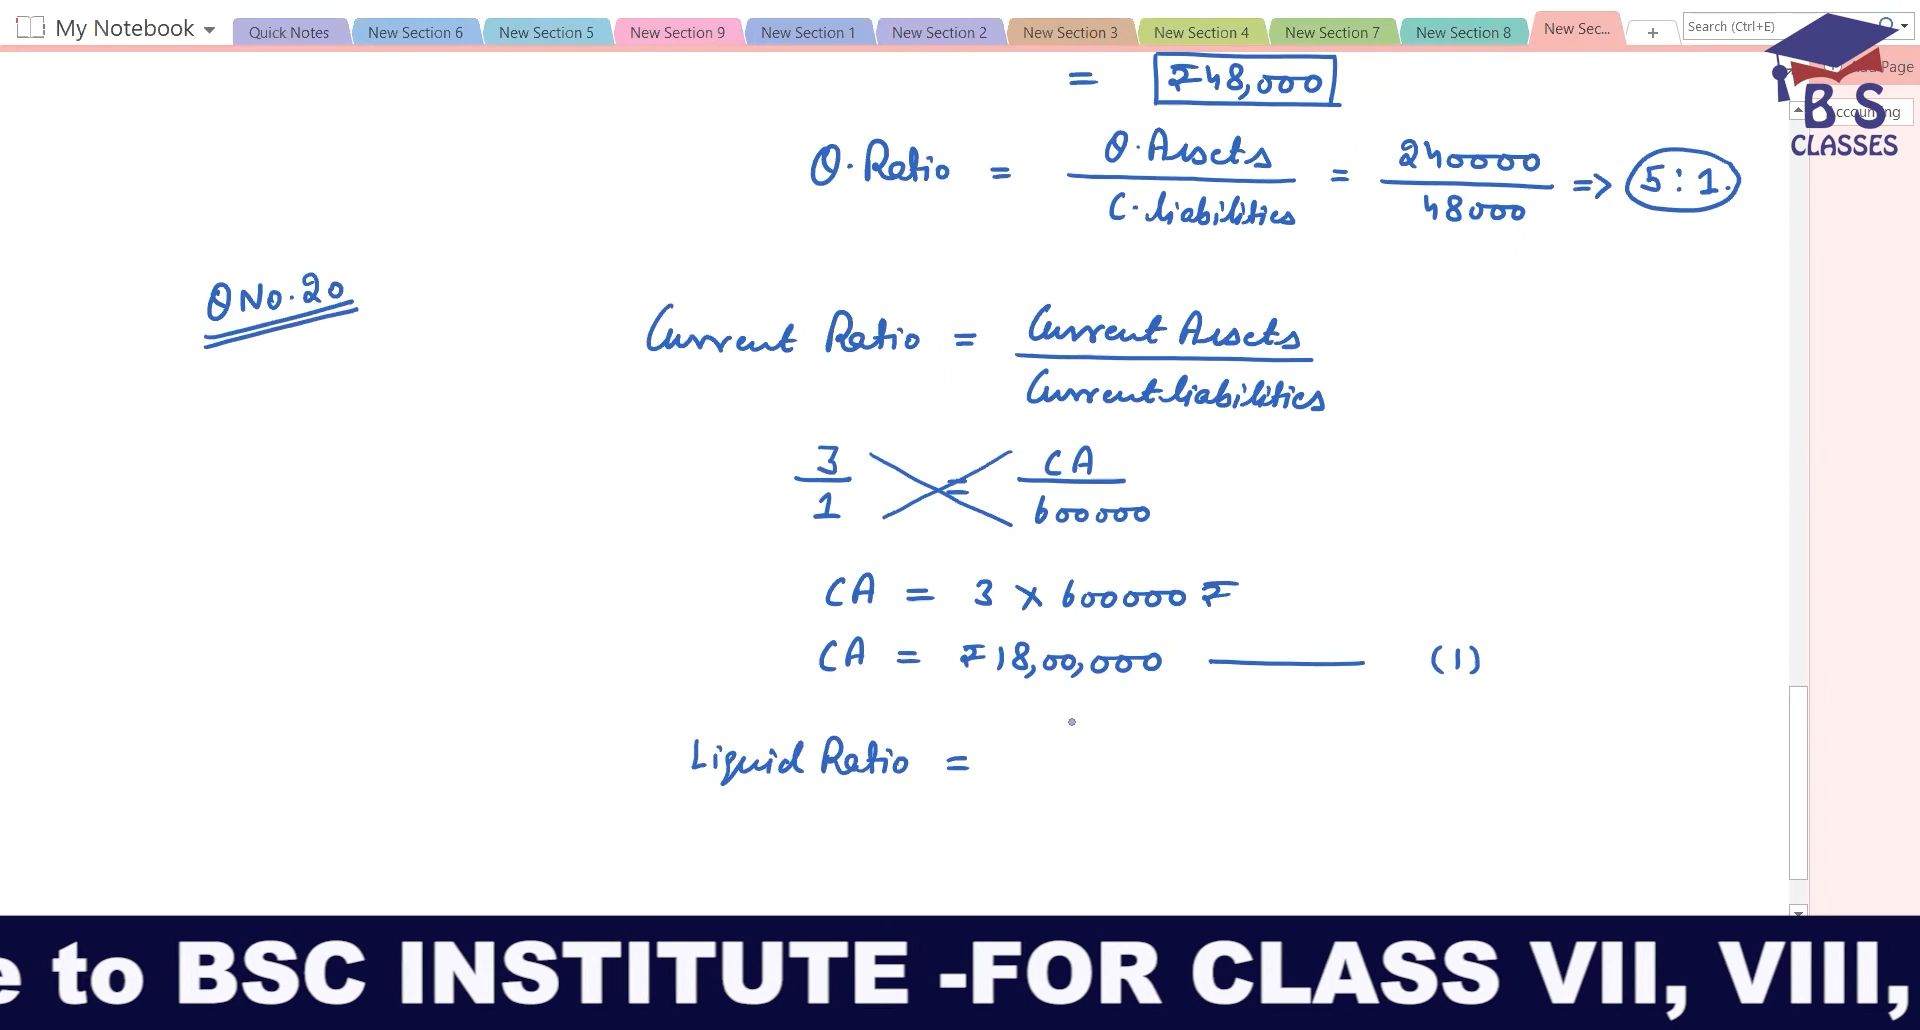 My Notebook
Quick Notes
New Section 6
New Section 5
New Section 9
New Section 1
New Section 2
New Section 3
New Section 4
New Section 7
New Section 8
New Sec...
+
Search (Ctrl+E)
Page
BS
CLASSES
= ₹48,000
Q.Ratio = Q.Assets / C.liabilities = 240000 / 48000 => 5:1.
Q No.20
Current Ratio = Current Assets / Current liabilities
3/1 = CA/600000
CA = 3 × 600000 ₹
CA = ₹18,00,000 —— (1)
Liquid Ratio =
to BSC INSTITUTE -FOR CLASS VII, VIII,